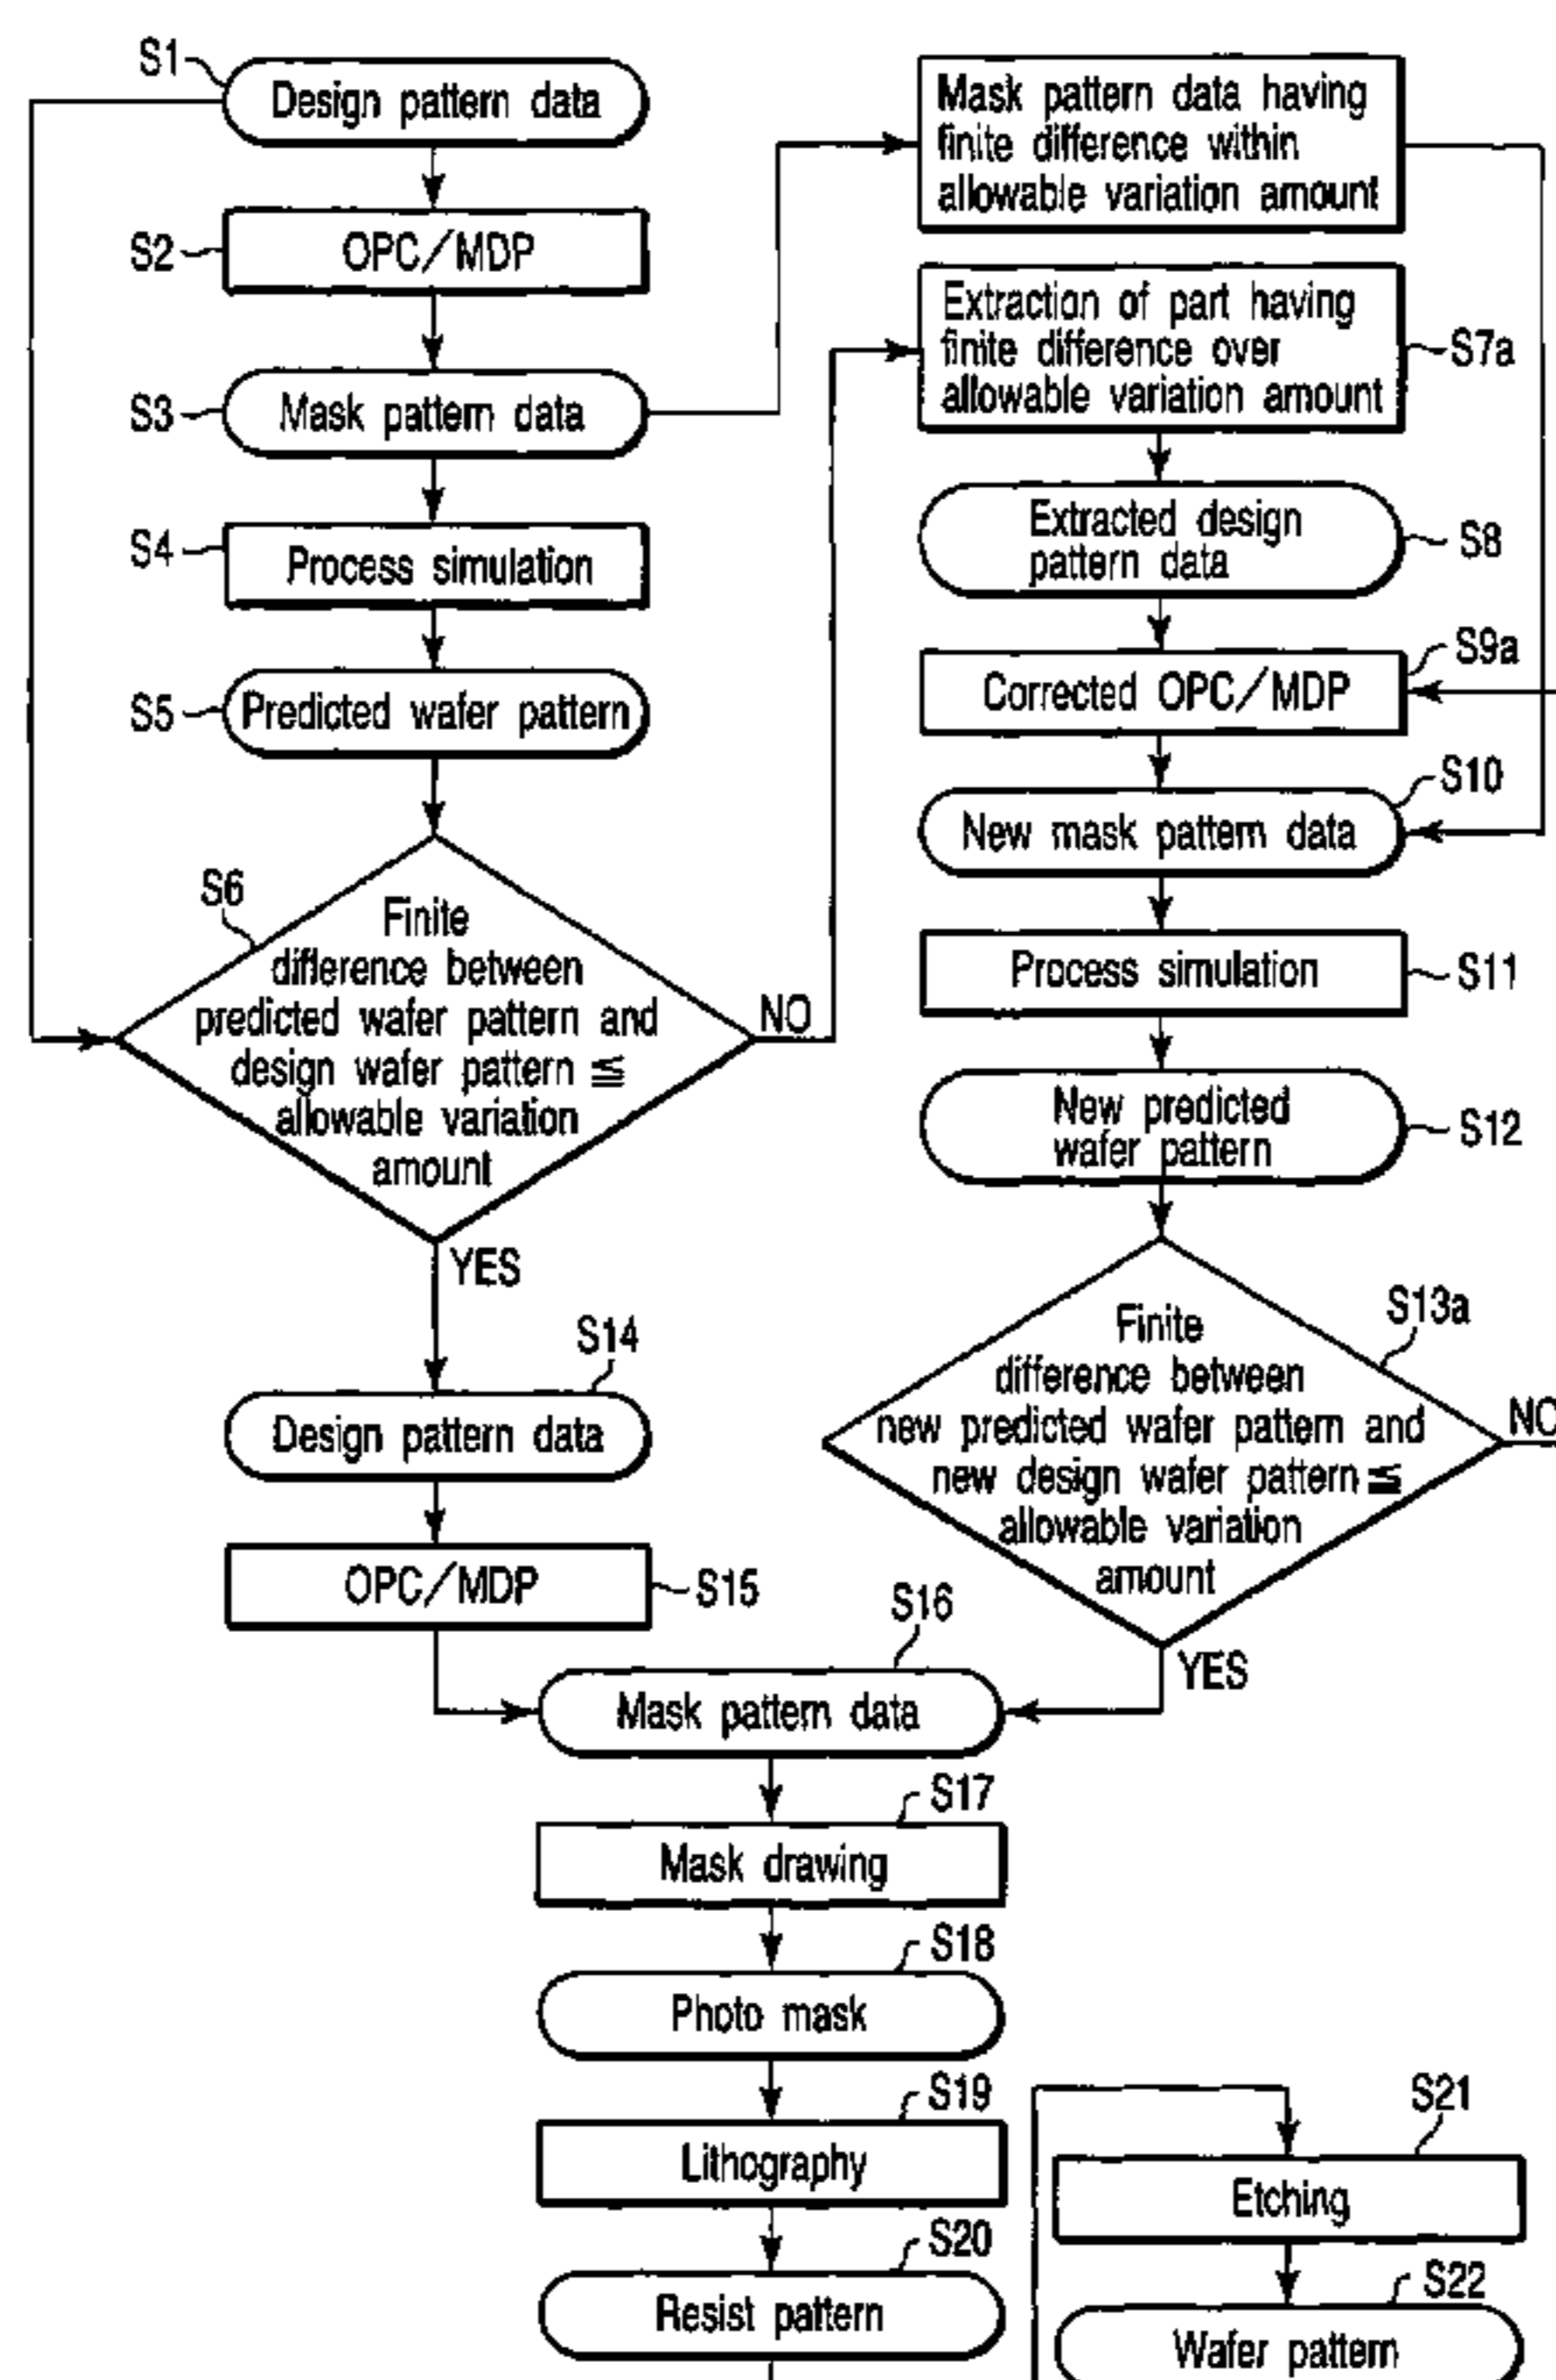 S1
Design pattern data
S2
OPC/MDP
S3
Mask pattern data
S4
Process simulation
S5
Predicted wafer pattern
S6
Finite
difference between
predicted wafer pattern and
design wafer pattern ≦
allowable variation
amount
NO
YES
S14
Design pattern data
OPC/MDP
S15
Mask pattern data having
finite difference within
allowable variation amount
Extraction of part having
finite difference over
allowable variation amount
S7a
Extracted design
pattern data
S8
S9a
Corrected OPC/MDP
S10
New mask pattern data
Process simulation
S11
New predicted
wafer pattern
S12
S13a
Finite
difference between
new predicted wafer pattern and
new design wafer pattern ≦
allowable variation
amount
NO
YES
S16
Mask pattern data
S17
Mask drawing
S18
Photo mask
S19
Lithography
S20
Resist pattern
S21
Etching
S22
Wafer pattern